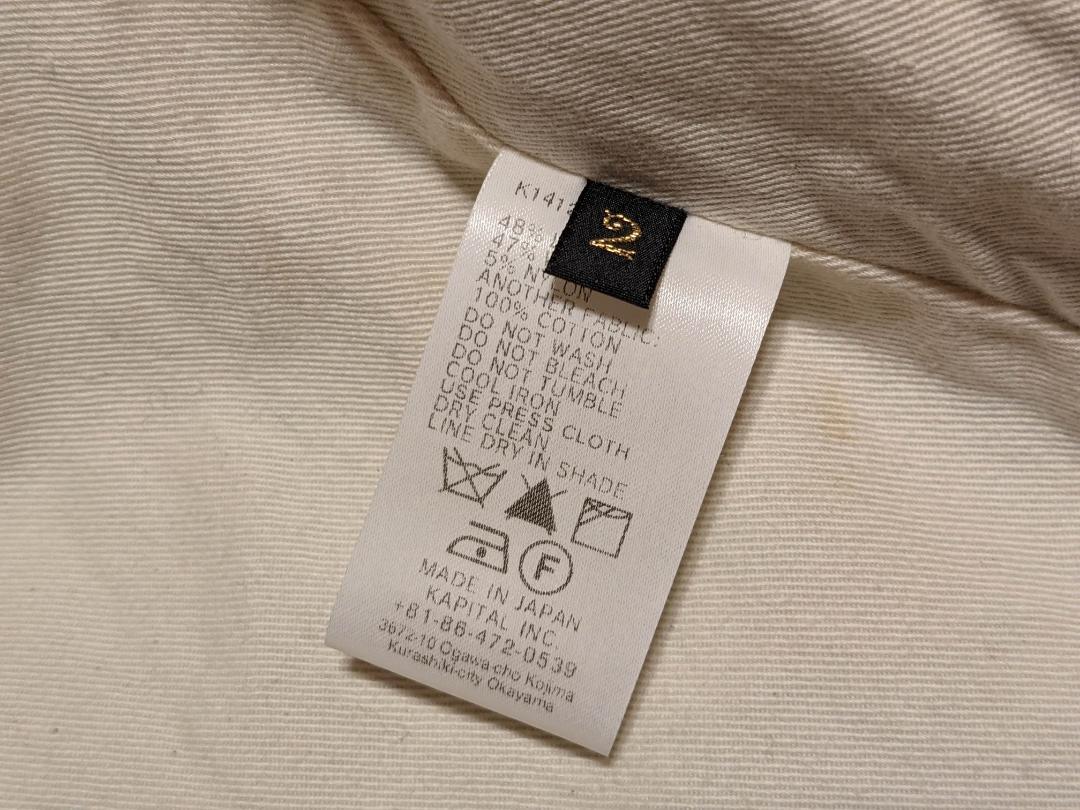 2
48%
47%
5% NYLON
ANOTHER FABLIC:
100% COTTON
DO NOT WASH
DO NOT BLEACH
DO NOT TUMBLE
COOL IRON
USE PRESS CLOTH
DRY CLEAN
LINE DRY IN SHADE
F
MADE IN JAPAN
KAPITAL INC.
+81-86-472-0539
3672-10 Ogawa-cho Kojima
Kurashiki-city Okayama